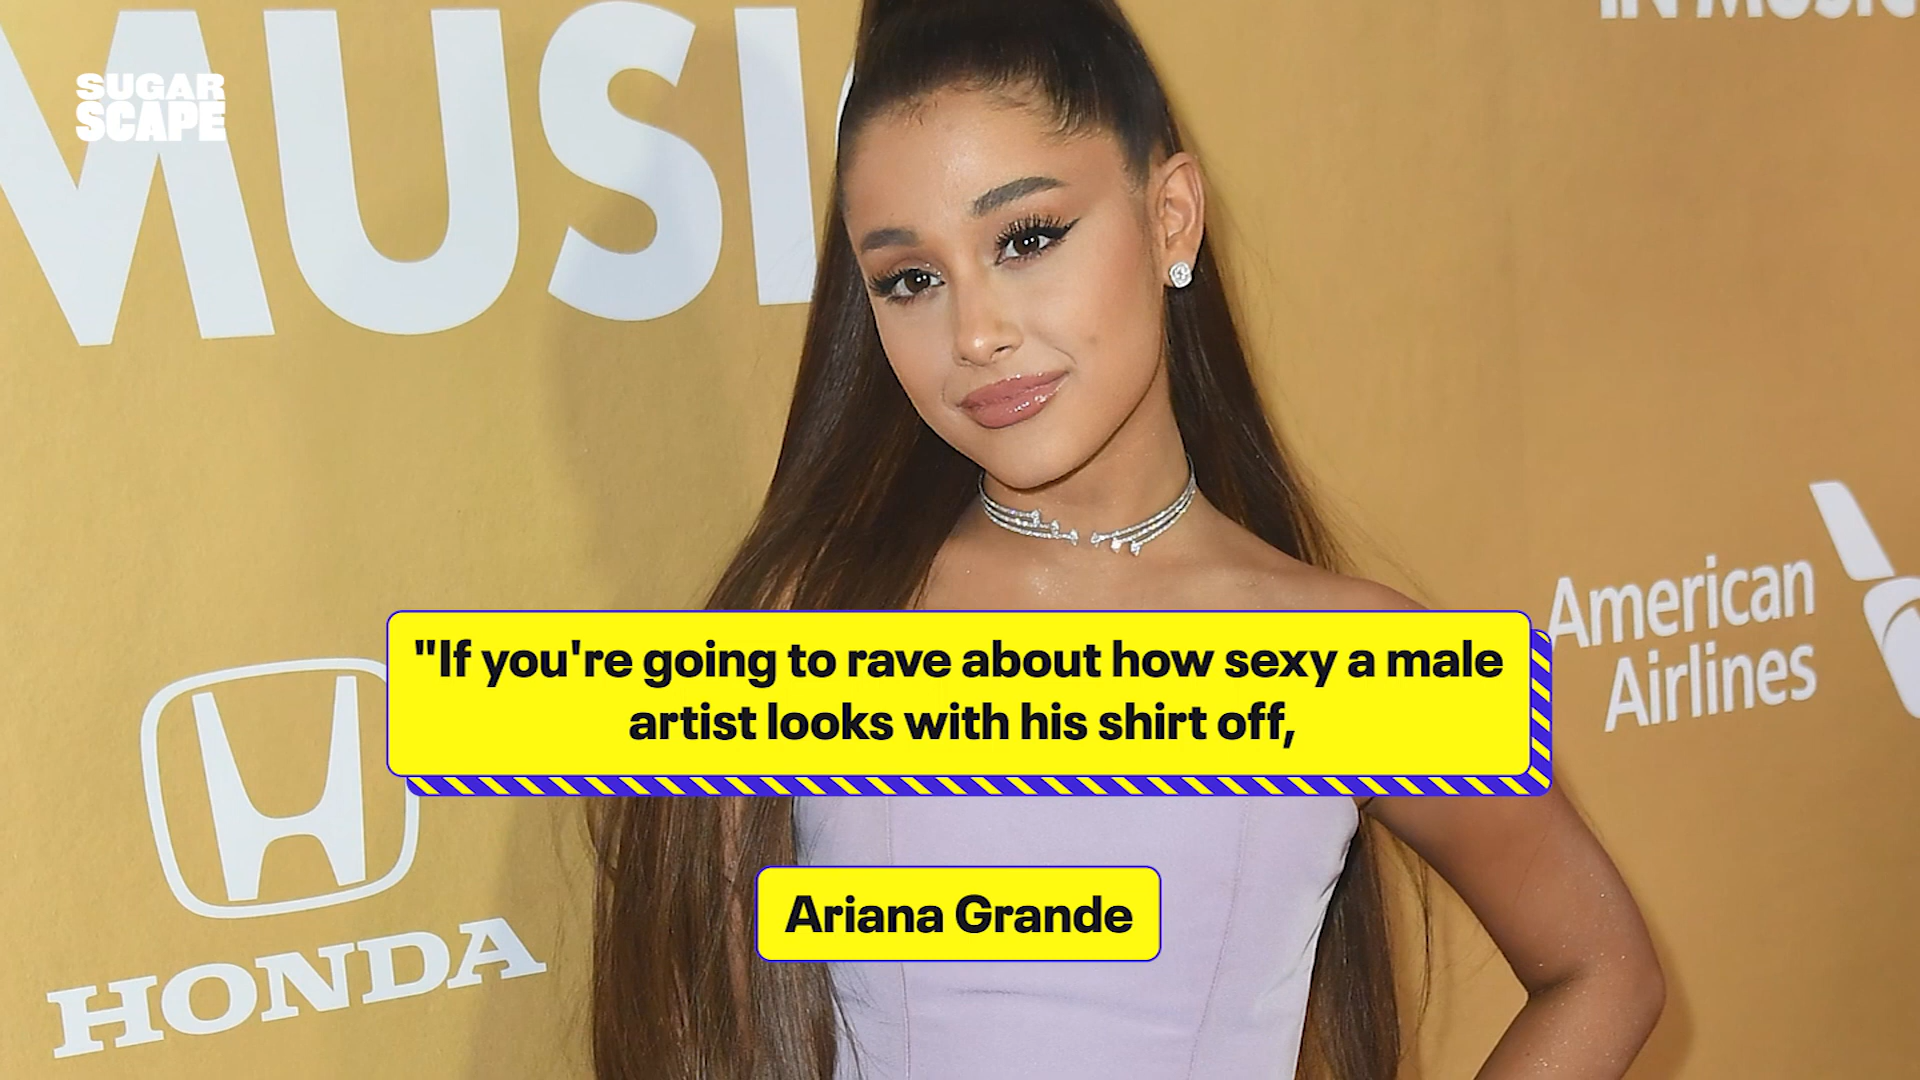 IN MUSIC
MUSI
SUGAR
SCAPE
American
Airlines
"If you're going to rave about how sexy a male
artist looks with his shirt off,
Ariana Grande
HONDA